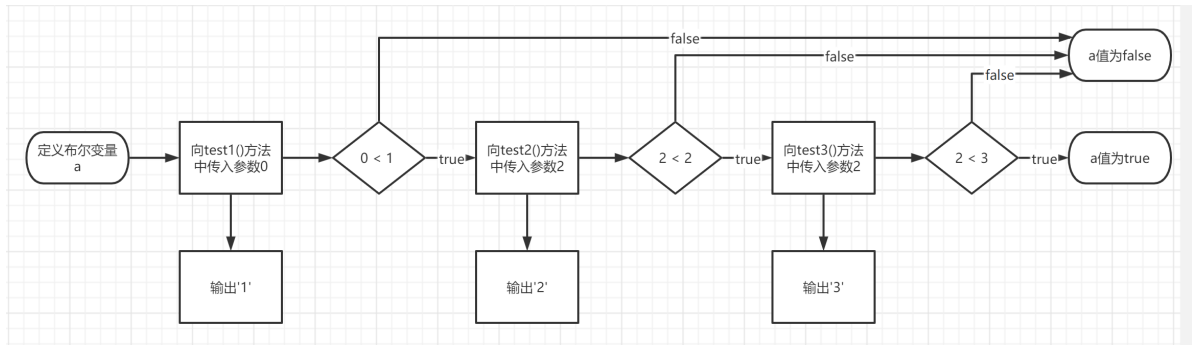 false
false
a值为false
false
定义布尔变量
a
向test1()方法
中传入参数0
0 < 1
true
向test2()方法
中传入参数2
2 < 2
true
向test3()方法
中传入参数2
2 < 3
true
a值为true
输出'1'
输出'2'
输出'3'